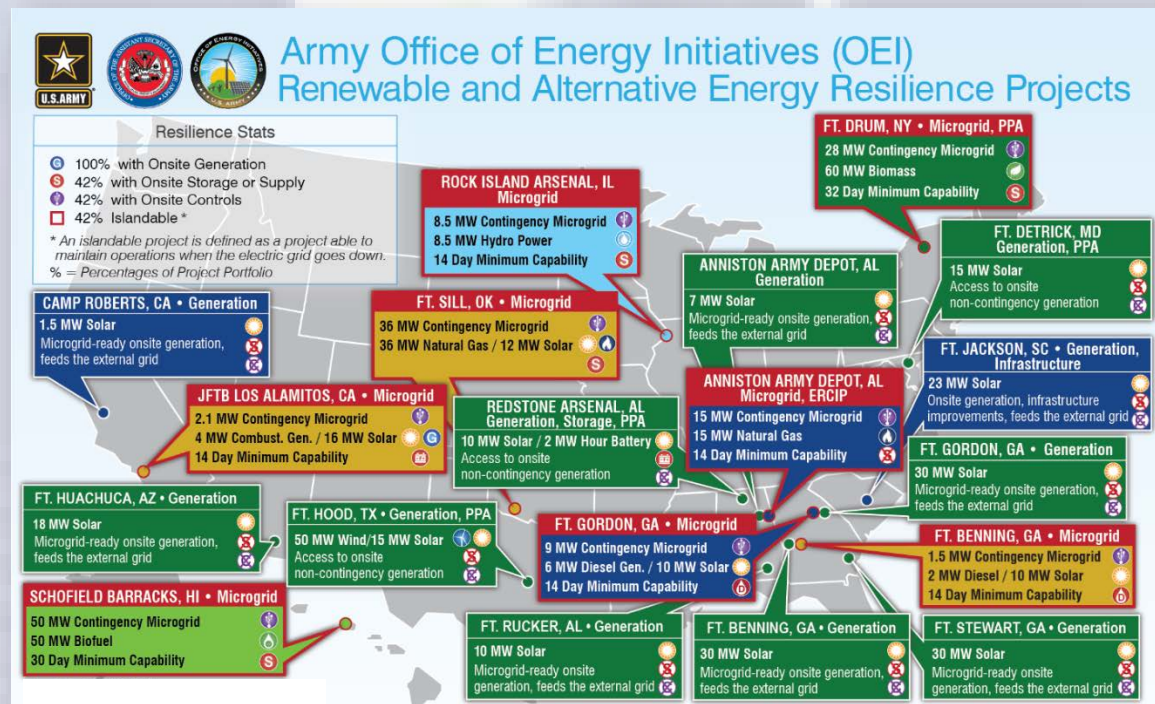 Army Office of Energy Initiatives (OEI)
Renewable and Alternative Energy Resilience Projects
U.S.ARMY
Resilience Stats
G 100% with Onsite Generation
S 42% with Onsite Storage or Supply
42% with Onsite Controls
42% Islandable *
* An islandable project is defined as a project able to
maintain operations when the electric grid goes down.
% = Percentages of Project Portfolio
FT. DRUM, NY • Microgrid, PPA
28 MW Contingency Microgrid
60 MW Biomass
32 Day Minimum Capability S
ROCK ISLAND ARSENAL, IL
Microgrid
8.5 MW Contingency Microgrid
8.5 MW Hydro Power
14 Day Minimum Capability S
FT. DETRICK, MD
Generation, PPA
15 MW Solar
Access to onsite
non-contingency generation
ANNISTON ARMY DEPOT, AL
Generation
7 MW Solar
Microgrid-ready onsite generation,
feeds the external grid
CAMP ROBERTS, CA • Generation
1.5 MW Solar
Microgrid-ready onsite generation,
feeds the external grid
FT. SILL, OK • Microgrid
36 MW Contingency Microgrid
36 MW Natural Gas / 12 MW Solar
S
FT. JACKSON, SC • Generation,
Infrastructure
23 MW Solar
Onsite generation, infrastructure
improvements, feeds the external grid
JFTB LOS ALAMITOS, CA • Microgrid
2.1 MW Contingency Microgrid
4 MW Combust. Gen. / 16 MW Solar G
14 Day Minimum Capability
REDSTONE ARSENAL, AL
Generation, Storage, PPA
10 MW Solar / 2 MW Hour Battery
Access to onsite
non-contingency generation
ANNISTON ARMY DEPOT, AL
Microgrid, ERCIP
15 MW Contingency Microgrid
15 MW Natural Gas
14 Day Minimum Capability
FT. GORDON, GA • Generation
30 MW Solar
Microgrid-ready onsite generation,
feeds the external grid
FT. HUACHUCA, AZ • Generation
18 MW Solar
Microgrid-ready onsite generation,
feeds the external grid
FT. HOOD, TX • Generation, PPA
50 MW Wind/15 MW Solar
Access to onsite
non-contingency generation
FT. GORDON, GA • Microgrid
9 MW Contingency Microgrid
6 MW Diesel Gen. / 10 MW Solar
14 Day Minimum Capability
FT. BENNING, GA • Microgrid
1.5 MW Contingency Microgrid
2 MW Diesel / 10 MW Solar
14 Day Minimum Capability
SCHOFIELD BARRACKS, HI • Microgrid
50 MW Contingency Microgrid
50 MW Biofuel
30 Day Minimum Capability S
FT. RUCKER, AL • Generation
10 MW Solar
Microgrid-ready onsite
generation, feeds the external grid
FT. BENNING, GA • Generation
30 MW Solar
Microgrid-ready onsite generation,
feeds the external grid
FT. STEWART, GA • Generation
30 MW Solar
Microgrid-ready onsite
generation, feeds the external grid